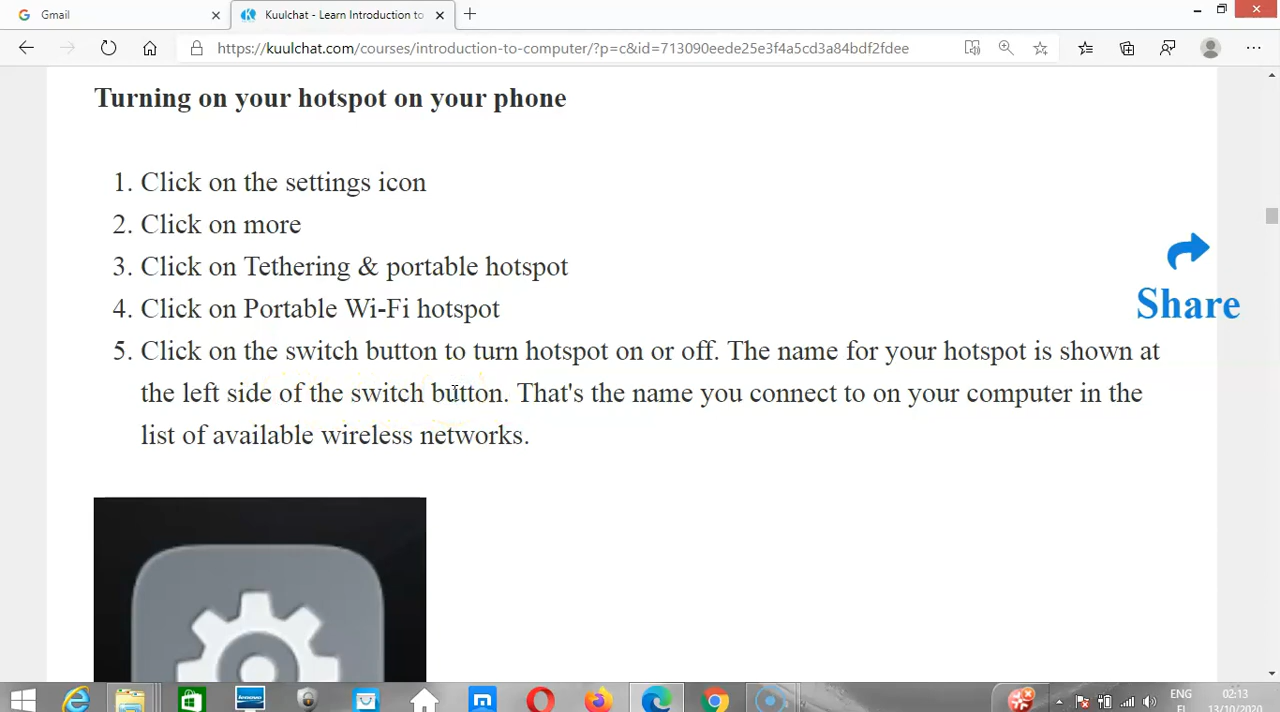 Gmail
Kuulchat - Learn Introduction to
https://kuulchat.com/courses/introduction-to-computer/?p=c&id=713090eede25e3f4a5cd3a84bdf2fdee
Turning on your hotspot on your phone
1. Click on the settings icon
2. Click on more
3. Click on Tethering & portable hotspot
4. Click on Portable Wi-Fi hotspot
5. Click on the switch button to turn hotspot on or off. The name for your hotspot is shown at
the left side of the switch button. That's the name you connect to on your computer in the
list of available wireless networks.
Share
ENG
02:13
13/10/2020